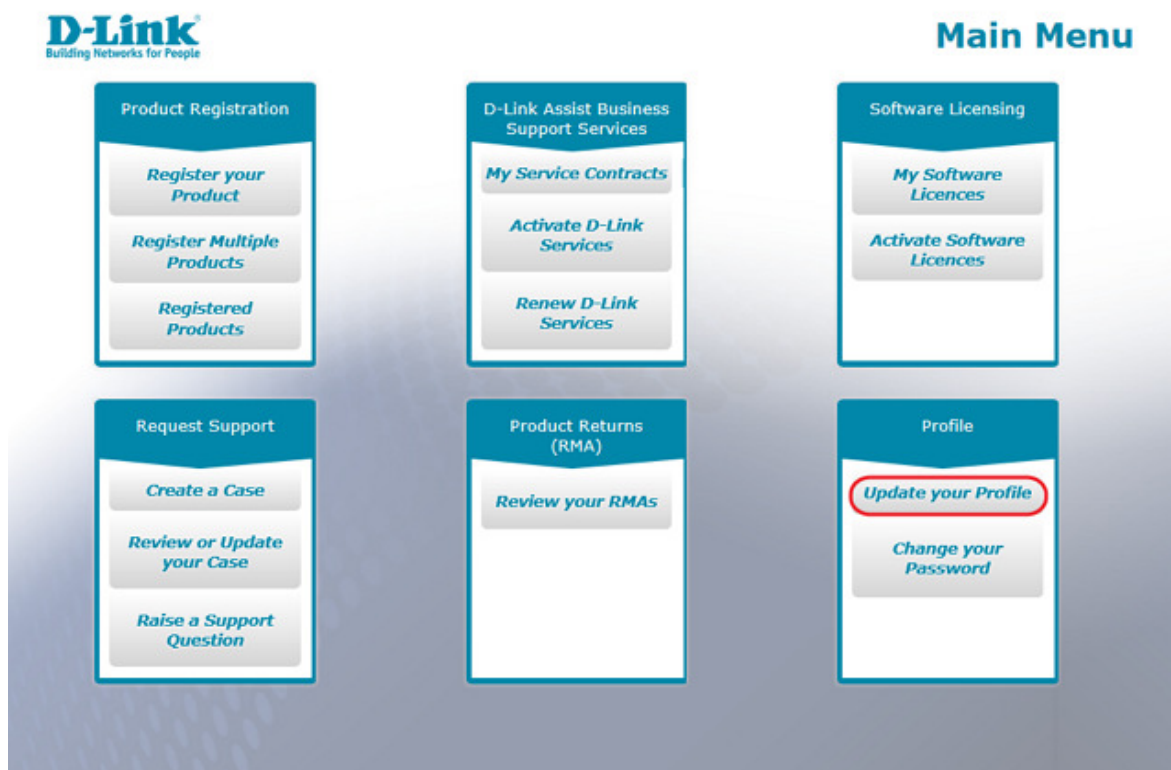 D-Link
Building Networks for People
Main Menu
Product Registration
Register your
Product
Register Multiple
Products
Registered
Products
D-Link Assist Business
Support Services
My Service Contracts
Activate D-Link
Services
Renew D-Link
Services
Software Licensing
My Software
Licences
Activate Software
Licences
Request Support
Create a Case
Review or Update
your Case
Raise a Support
Question
Product Returns
(RMA)
Review your RMAs
Profile
Update your Profile
Change your
Password